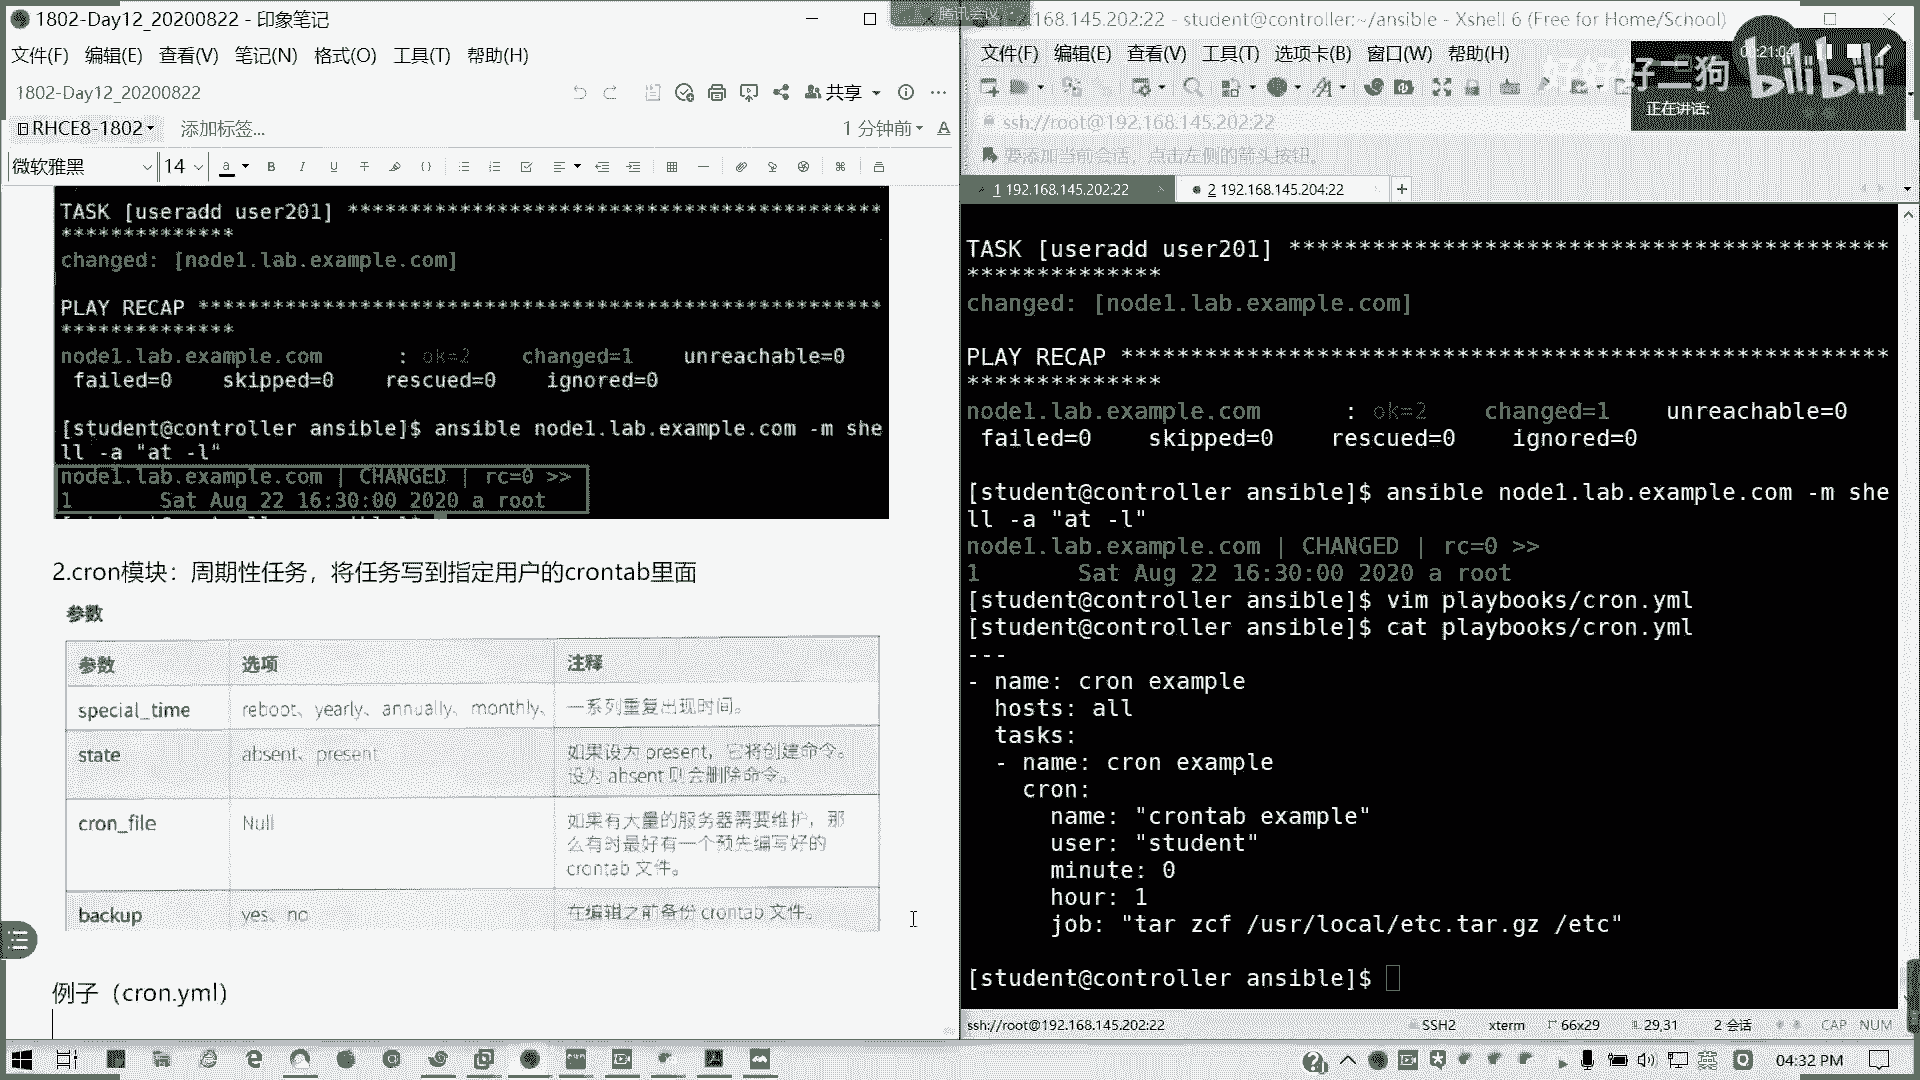 1802-Day12_20200822 - 印象笔记
文件(F) 编辑(E) 查看(V) 笔记(N) 格式(O) 工具(T) 帮助(H)
1802-Day12_20200822
共享
RHCE8-1802 添加标签...
1 分钟前
微软雅黑 14
TASK [useradd user201] *******************************************
**************
changed: [node1.lab.example.com]
PLAY RECAP *******************************************************
**************
node1.lab.example.com : ok=2 changed=1 unreachable=0
failed=0 skipped=0 rescued=0 ignored=0
[student@controller ansible]$ ansible node1.lab.example.com -m she
ll -a "at -l"
node1.lab.example.com | CHANGED | rc=0 >>
1 Sat Aug 22 16:30:00 2020 a root
2.cron模块：周期性任务，将任务写到指定用户的crontab里面
参数
参数 选项 注释
special_time reboot、yearly、annually、monthly、 一系列重复出现时间。
state absent、present 如果设为 present，它将创建命令。
设为 absent 则会删除命令。
cron_file Null 如果有大量的服务器需要维护，那
么有时最好有一个预先编写好的
crontab 文件。
backup yes、no 在编辑之前备份 crontab 文件。
例子（cron.yml）
腾讯会议
168.145.202:22 - student@controller:~/ansible - Xshell 6 (Free for Home/School)
文件(F) 编辑(E) 查看(V) 工具(T) 选项卡(B) 窗口(W) 帮助(H)
21:04
好好好二狗
bilibili
正在讲话:
ssh://root@192.168.145.202:22
要添加当前会话，点击左侧的箭头按钮。
1 192.168.145.202:22
2 192.168.145.204:22
TASK [useradd user201] *******************************************
**************
changed: [node1.lab.example.com]
PLAY RECAP *******************************************************
**************
node1.lab.example.com : ok=2 changed=1 unreachable=0
failed=0 skipped=0 rescued=0 ignored=0
[student@controller ansible]$ ansible node1.lab.example.com -m she
ll -a "at -l"
node1.lab.example.com | CHANGED | rc=0 >>
1 Sat Aug 22 16:30:00 2020 a root
[student@controller ansible]$ vim playbooks/cron.yml
[student@controller ansible]$ cat playbooks/cron.yml
---
- name: cron example
hosts: all
tasks:
- name: cron example
cron:
name: "crontab example"
user: "student"
minute: 0
hour: 1
job: "tar zcf /usr/local/etc.tar.gz /etc"
[student@controller ansible]$
ssh://root@192.168.145.202:22 SSH2 xterm 66x29 29,31 2 会话 CAP NUM
04:32 PM